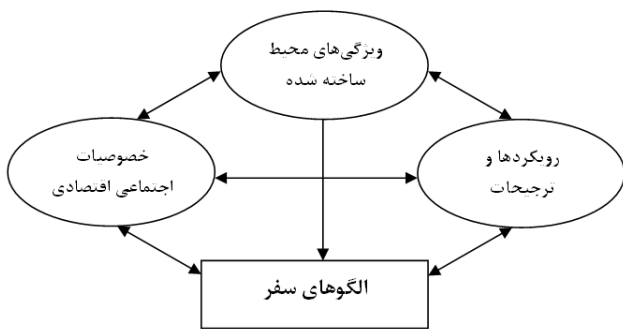 ویژگی‌های محیط
ساخته شده
رویکردها و
ترجیحات
خصوصیات
اجتماعی اقتصادی
الگوهای سفر